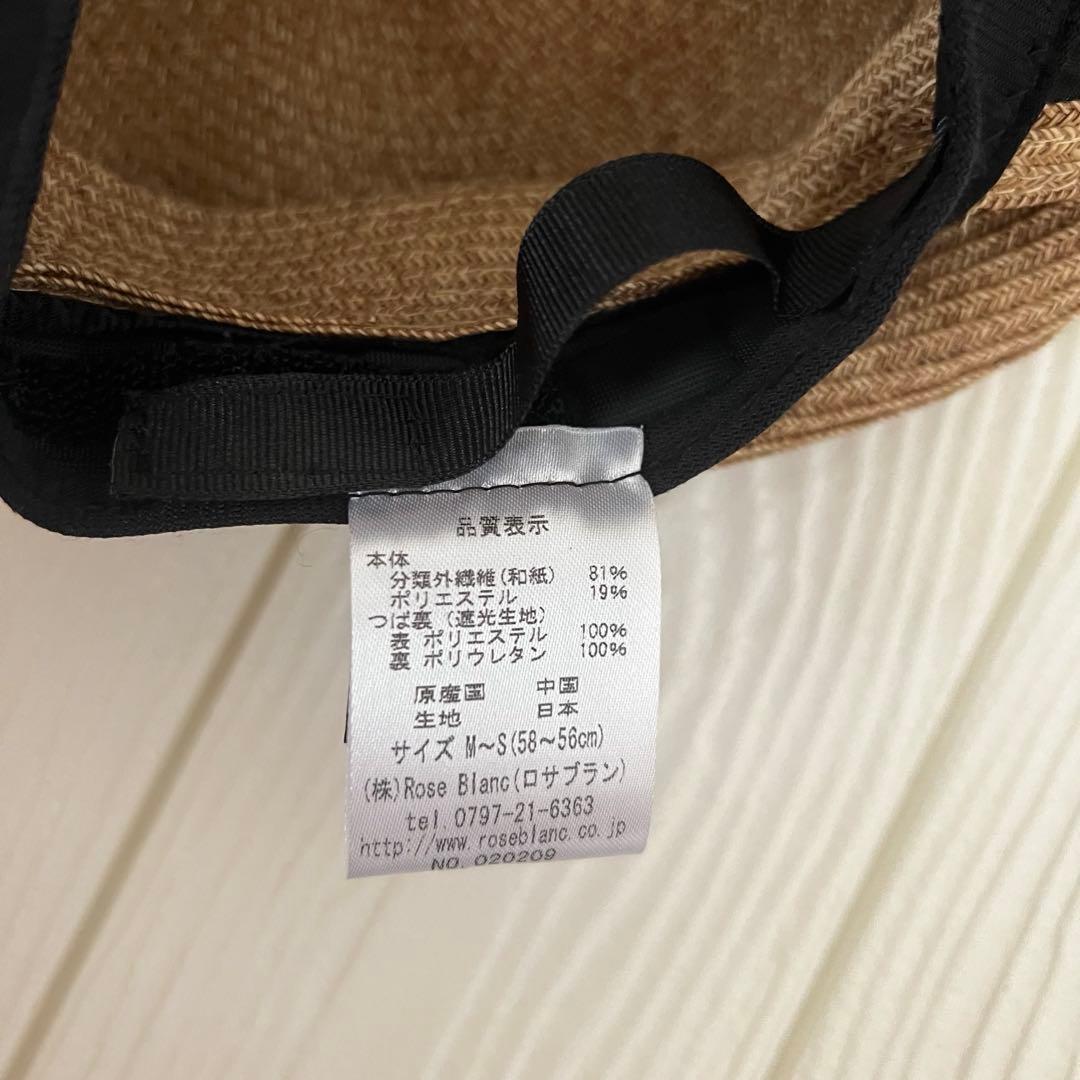 品質表示
本体
分類外繊維(和紙) 81%
ポリエステル 19%
つば裏(遮光生地)
表 ポリエステル 100%
裏 ポリウレタン 100%
原産国 中国
生地 日本
サイズ M~S(58~56cm)
(株)Rose Blanc(ロサブラン)
tel.0797-21-6363
http://www.roseblanc.co.jp
NO.020209